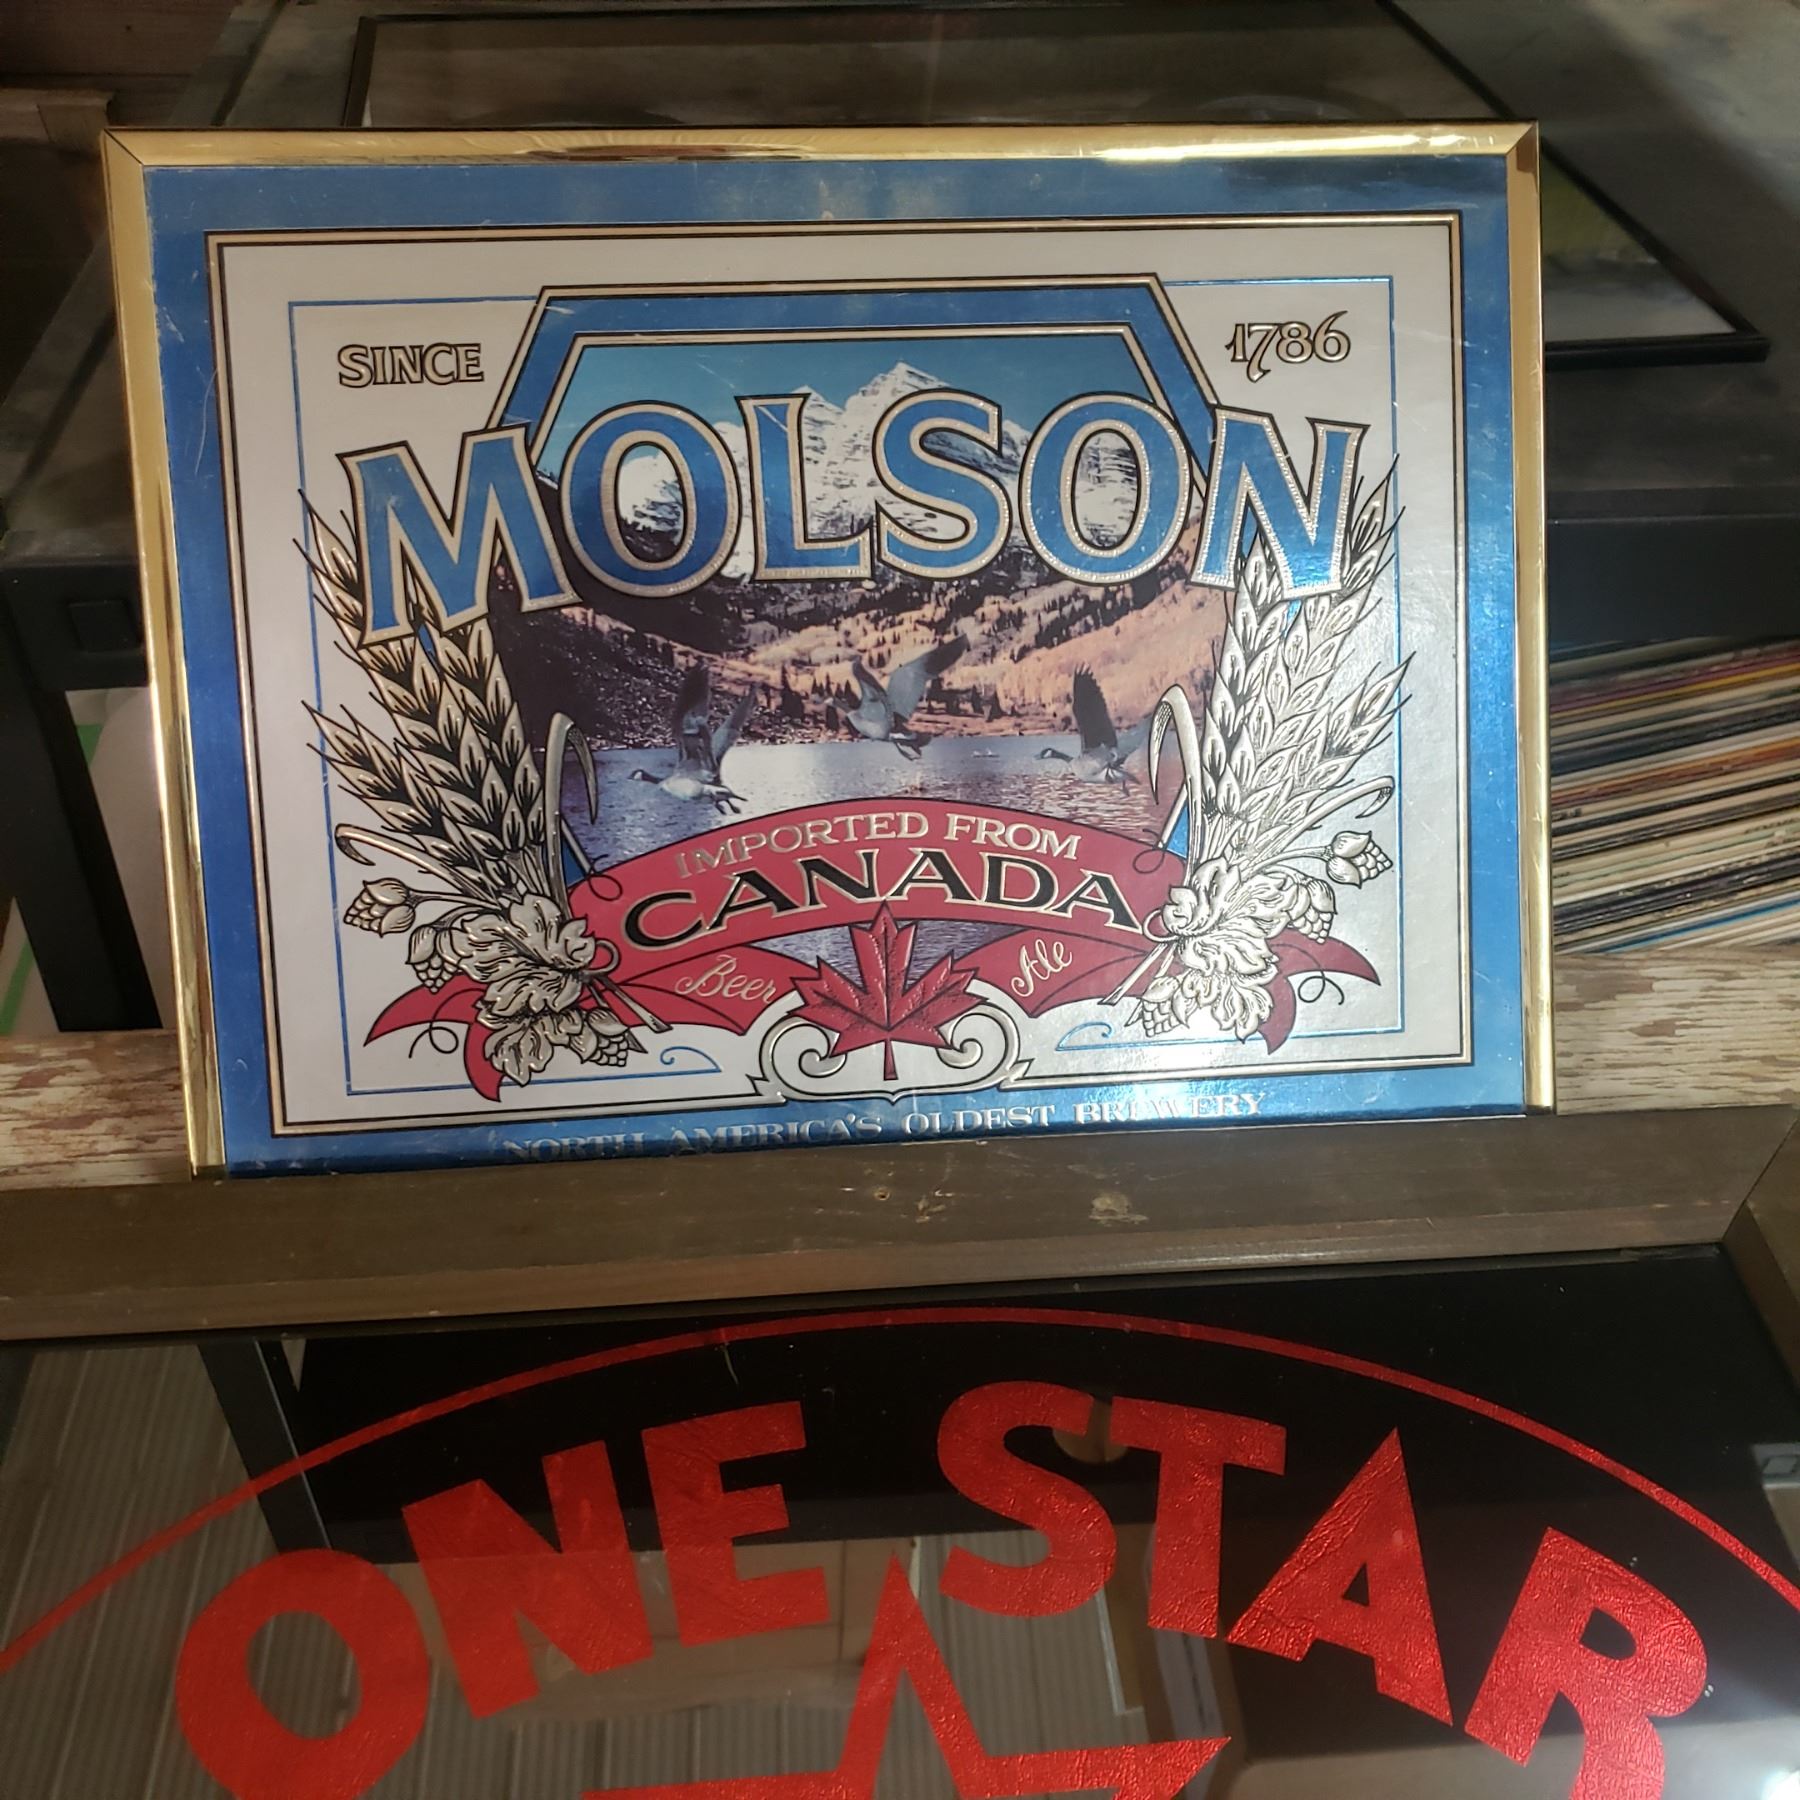 SINCE 1786
MOLSON
IMPORTED FROM
CANADA
Beer Ale
NORTH AMERICA'S OLDEST BREWERY
ONE STAR